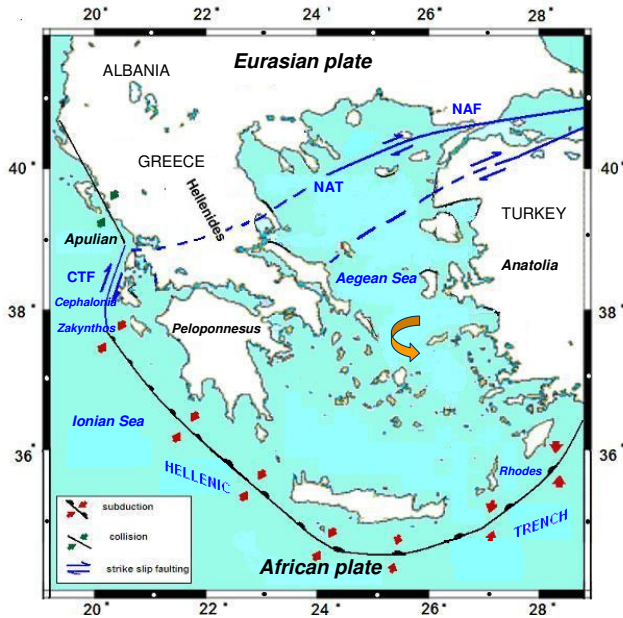 20° 22° 24° 26° 28°
ALBANIA
Eurasian plate
NAF
40°
40°
GREECE
Hellenides
NAT
TURKEY
Apulian
Anatolia
CTF
Aegean Sea
Cephalonia
38°
38°
Zakynthos
Peloponnesus
Ionian Sea
36°
36°
HELLENIC
Rhodes
TRENCH
subduction
collision
strike slip faulting
African plate
20° 22° 24° 26° 28°